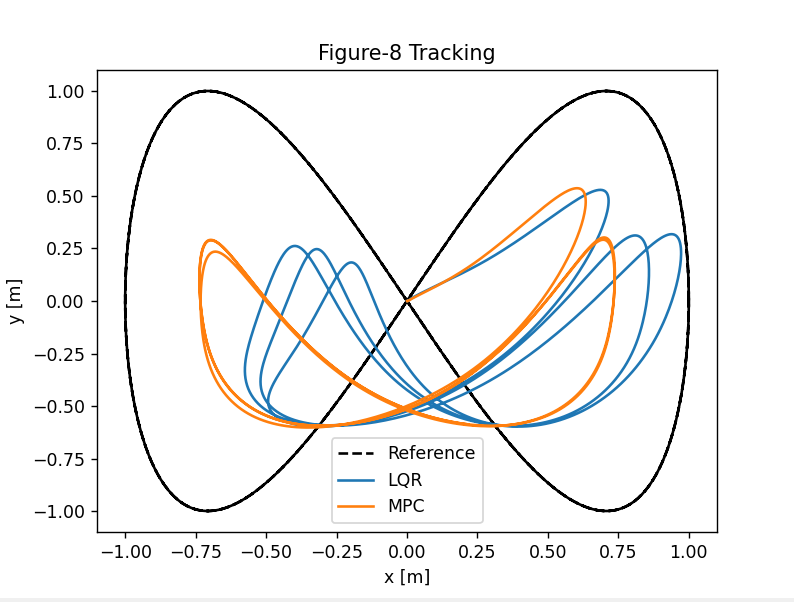 Figure-8 Tracking
1.00
0.75
0.50
0.25
0.00
−0.25
−0.50
−0.75
−1.00
y [m]
Reference
LQR
MPC
−1.00 −0.75 −0.50 −0.25 0.00 0.25 0.50 0.75 1.00
x [m]